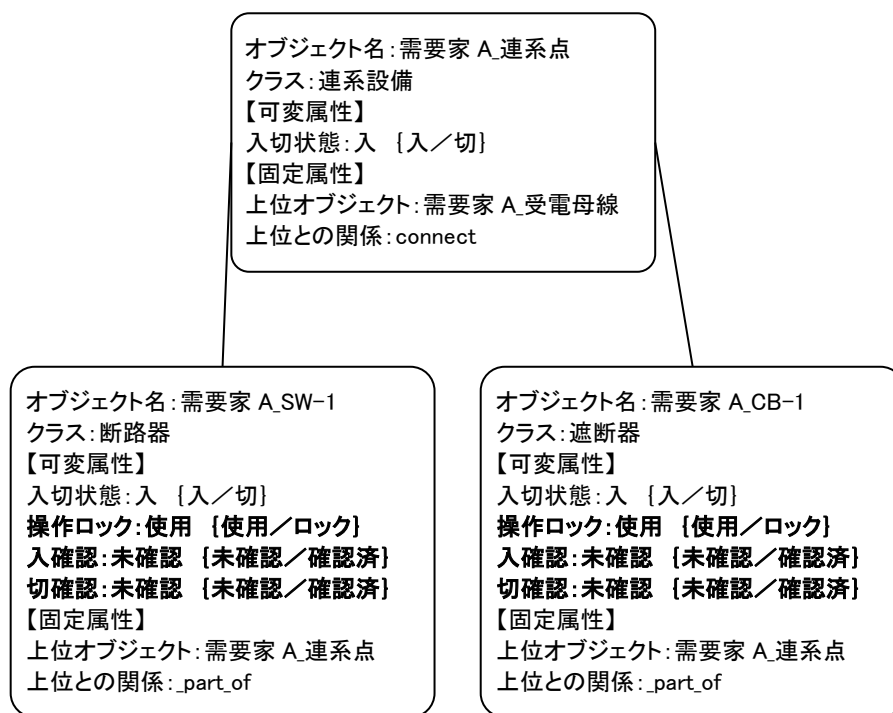 オブジェクト名：需要家 A_連系点
クラス：連系設備
【可変属性】
入切状態：入 ｛入／切｝
【固定属性】
上位オブジェクト：需要家 A_受電母線
上位との関係：connect
オブジェクト名：需要家 A_SW-1
クラス：断路器
【可変属性】
入切状態：入 ｛入／切｝
操作ロック：使用 ｛使用／ロック｝
入確認：未確認 ｛未確認／確認済｝
切確認：未確認 ｛未確認／確認済｝
【固定属性】
上位オブジェクト：需要家 A_連系点
上位との関係：_part_of
オブジェクト名：需要家 A_CB-1
クラス：遮断器
【可変属性】
入切状態：入 ｛入／切｝
操作ロック：使用 ｛使用／ロック｝
入確認：未確認 ｛未確認／確認済｝
切確認：未確認 ｛未確認／確認済｝
【固定属性】
上位オブジェクト：需要家 A_連系点
上位との関係：_part_of